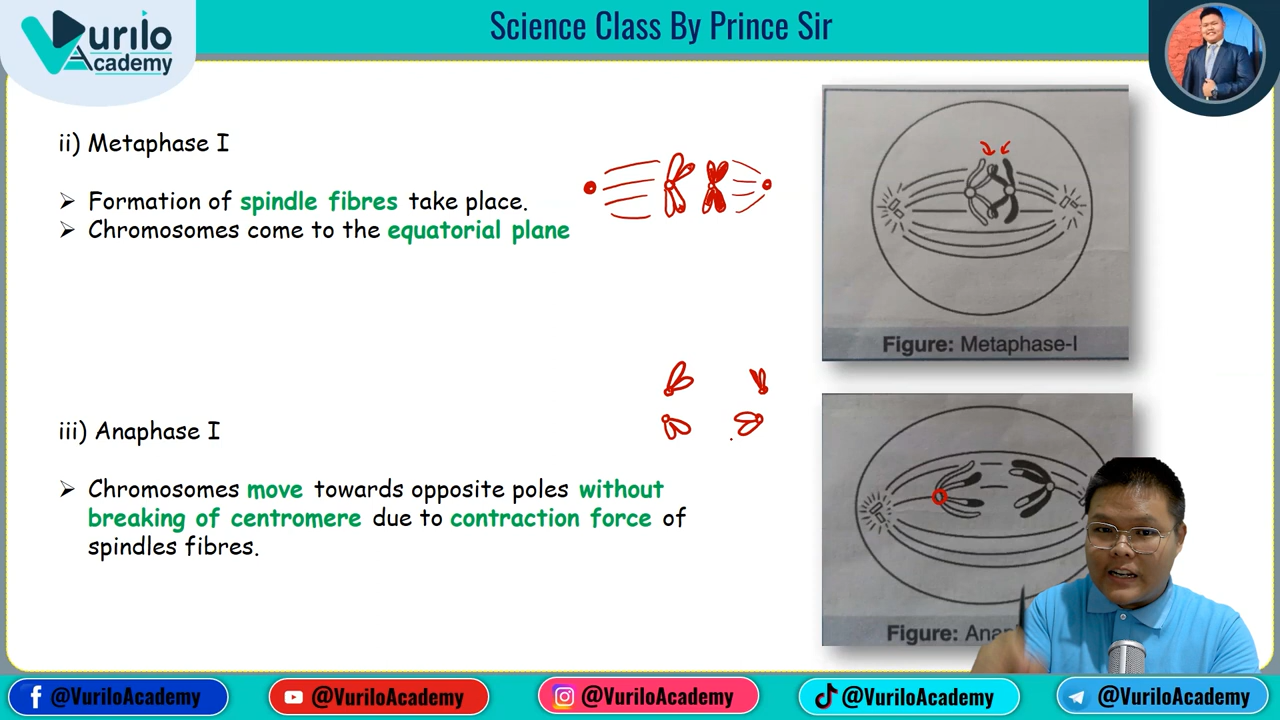 Vurilo
Academy
Science Class By Prince Sir
ii) Metaphase I
➢ Formation of spindle fibres take place.
➢ Chromosomes come to the equatorial plane
Figure: Metaphase-I
iii) Anaphase I
➢ Chromosomes move towards opposite poles without
breaking of centromere due to contraction force of
spindles fibres.
Figure: Ana
@VuriloAcademy
@VuriloAcademy
@VuriloAcademy
@VuriloAcademy
@VuriloAcademy